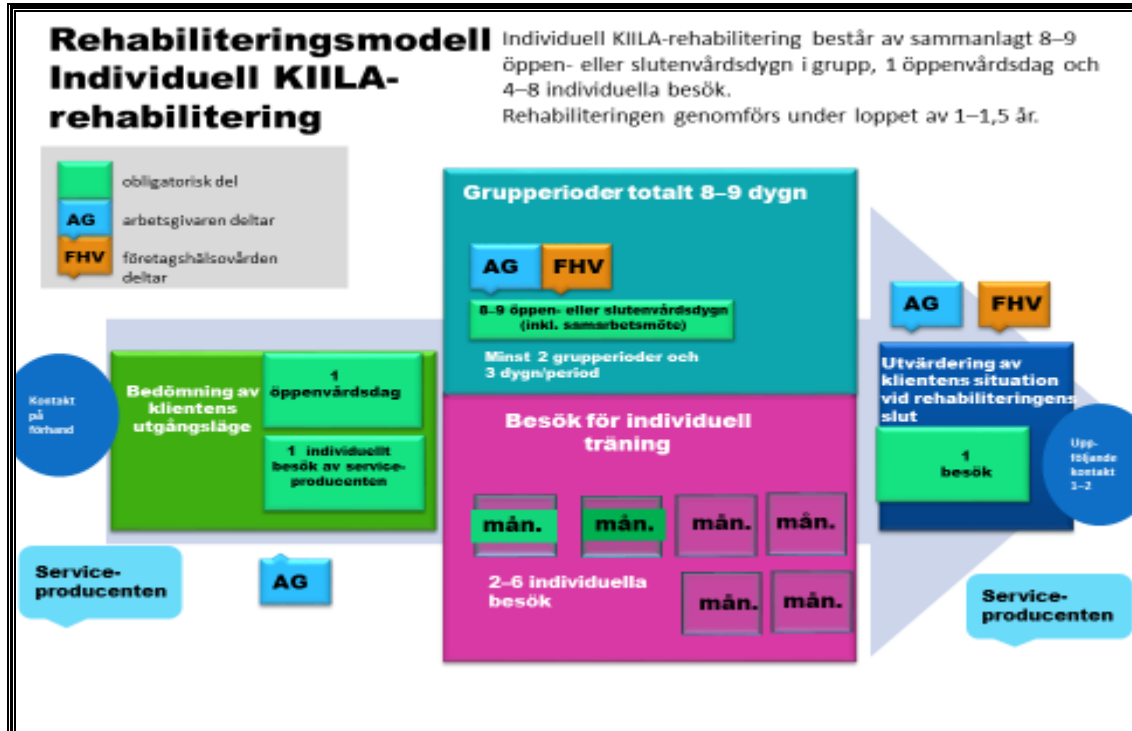 Rehabiliteringsmodell
Individuell KIILA-
rehabilitering
Individuell KIILA-rehabilitering består av sammanlagt 8–9
öppen- eller slutenvårdsdygn i grupp, 1 öppenvårdsdag och
4–8 individuella besök.
Rehabiliteringen genomförs under loppet av 1–1,5 år.
obligatorisk del
AG
arbetsgivaren deltar
FHV
företagshälsovården
deltar
Kontakt
på
förhand
Bedömning av
klientens
utgångsläge
1
öppenvårdsdag
1 individuellt
besök av service-
producenten
Service-
producenten
AG
Grupperioder totalt 8–9 dygn
AG
FHV
8–9 öppen- eller slutenvårdsdygn
(inkl. samarbetsmöte)
Minst 2 grupperioder och
3 dygn/period
Besök för individuell
träning
mån.
mån.
mån.
mån.
2–6 individuella
besök
mån.
mån.
AG
FHV
Utvärdering av
klientens situation
vid rehabiliteringens
slut
1
besök
Upp-
följande
kontakt
1–2
Service-
producenten